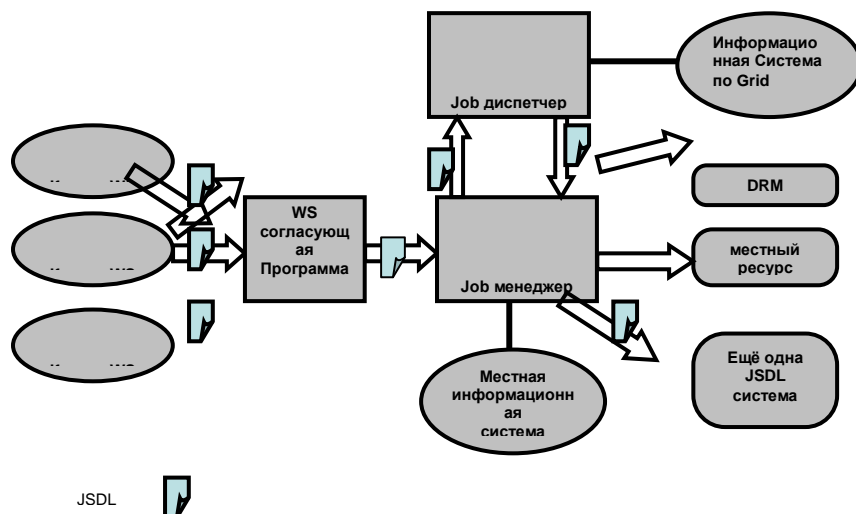 Информацио
нная Система
по Grid
Job диспетчер
DRM
WS
согласующ
ая
Программа
местный
ресурс
Job менеджер
Местная
информационн
ая
система
Ещё одна
JSDL
система
JSDL